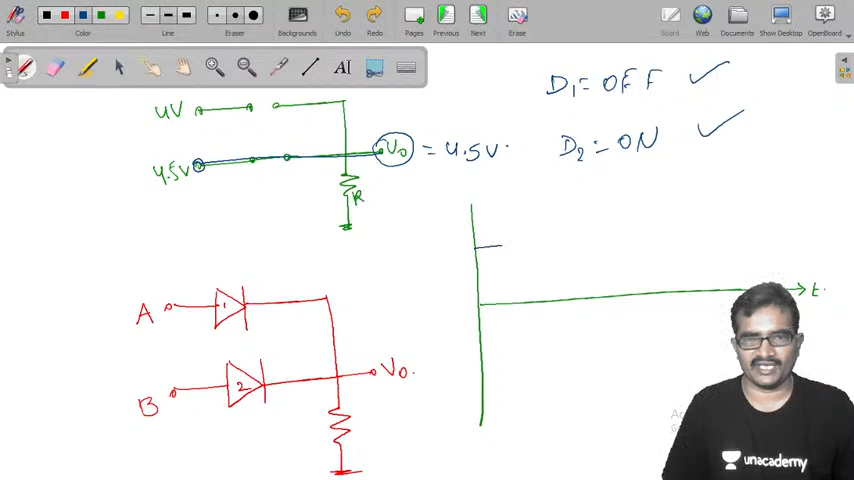 Stylus
Color
Line
Eraser
Backgrounds
Undo
Redo
Pages
Previous
Next
Erase
Board
Web
Documents
Show Desktop
OpenBoard
AI
4V
4.5V
V₀ = 4.5V.
R
D₁ = OFF ✓
D₂ = ON ✓
A
1
B
2
V₀.
t.
unacademy